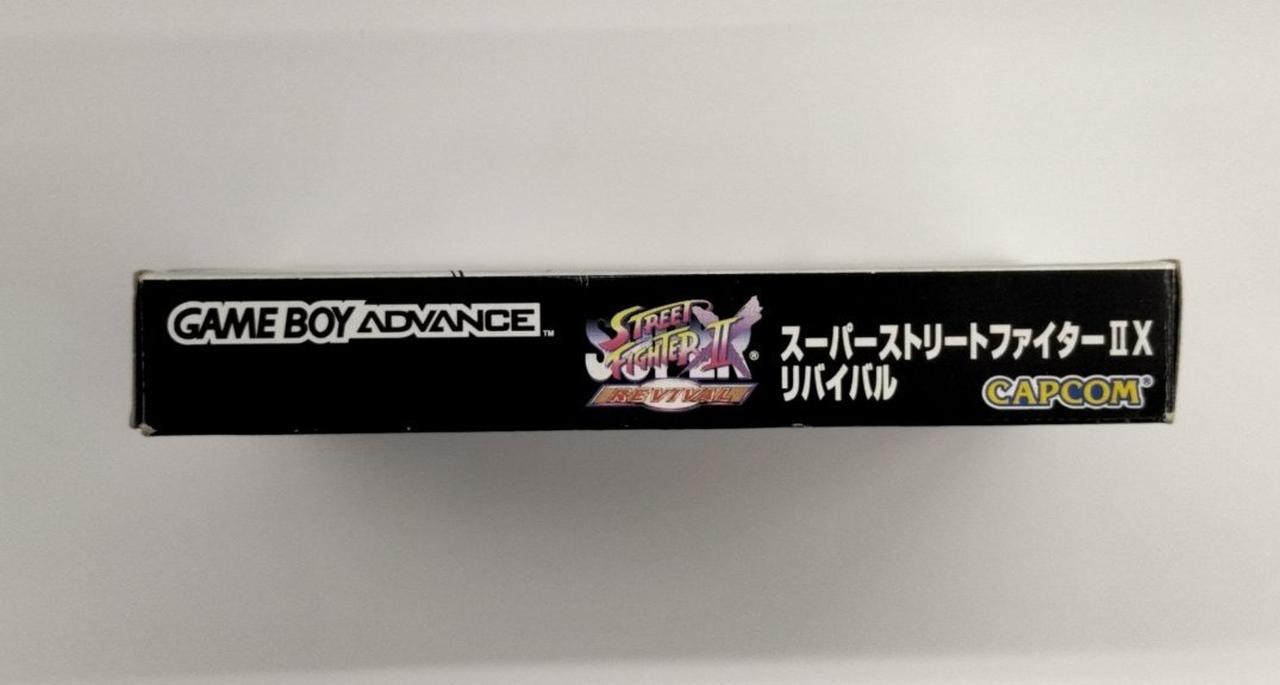 GAME BOY ADVANCE™
SUPER
STREET
FIGHTER II X®
REVIVAL
スーパーストリートファイターⅡX
リバイバル
CAPCOM®